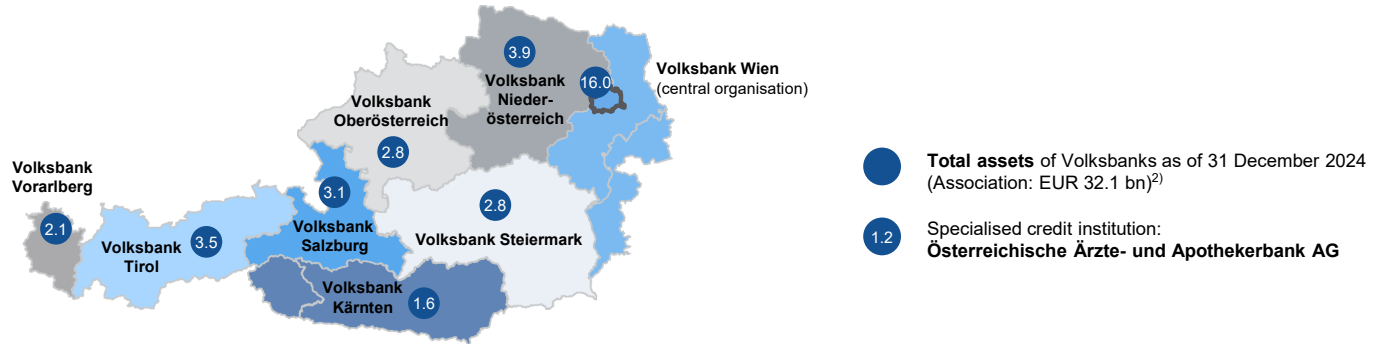 3.9
Volksbank
Nieder-
österreich
16.0
Volksbank Wien
(central organisation)
Volksbank
Oberösterreich
2.8
Volksbank
Vorarlberg
2.1
Volksbank
Tirol
3.5
3.1
Volksbank
Salzburg
2.8
Volksbank Steiermark
Volksbank
Kärnten
1.6
Total assets of Volksbanks as of 31 December 2024
(Association: EUR 32.1 bn)2)
1.2
Specialised credit institution:
Österreichische Ärzte- und Apothekerbank AG